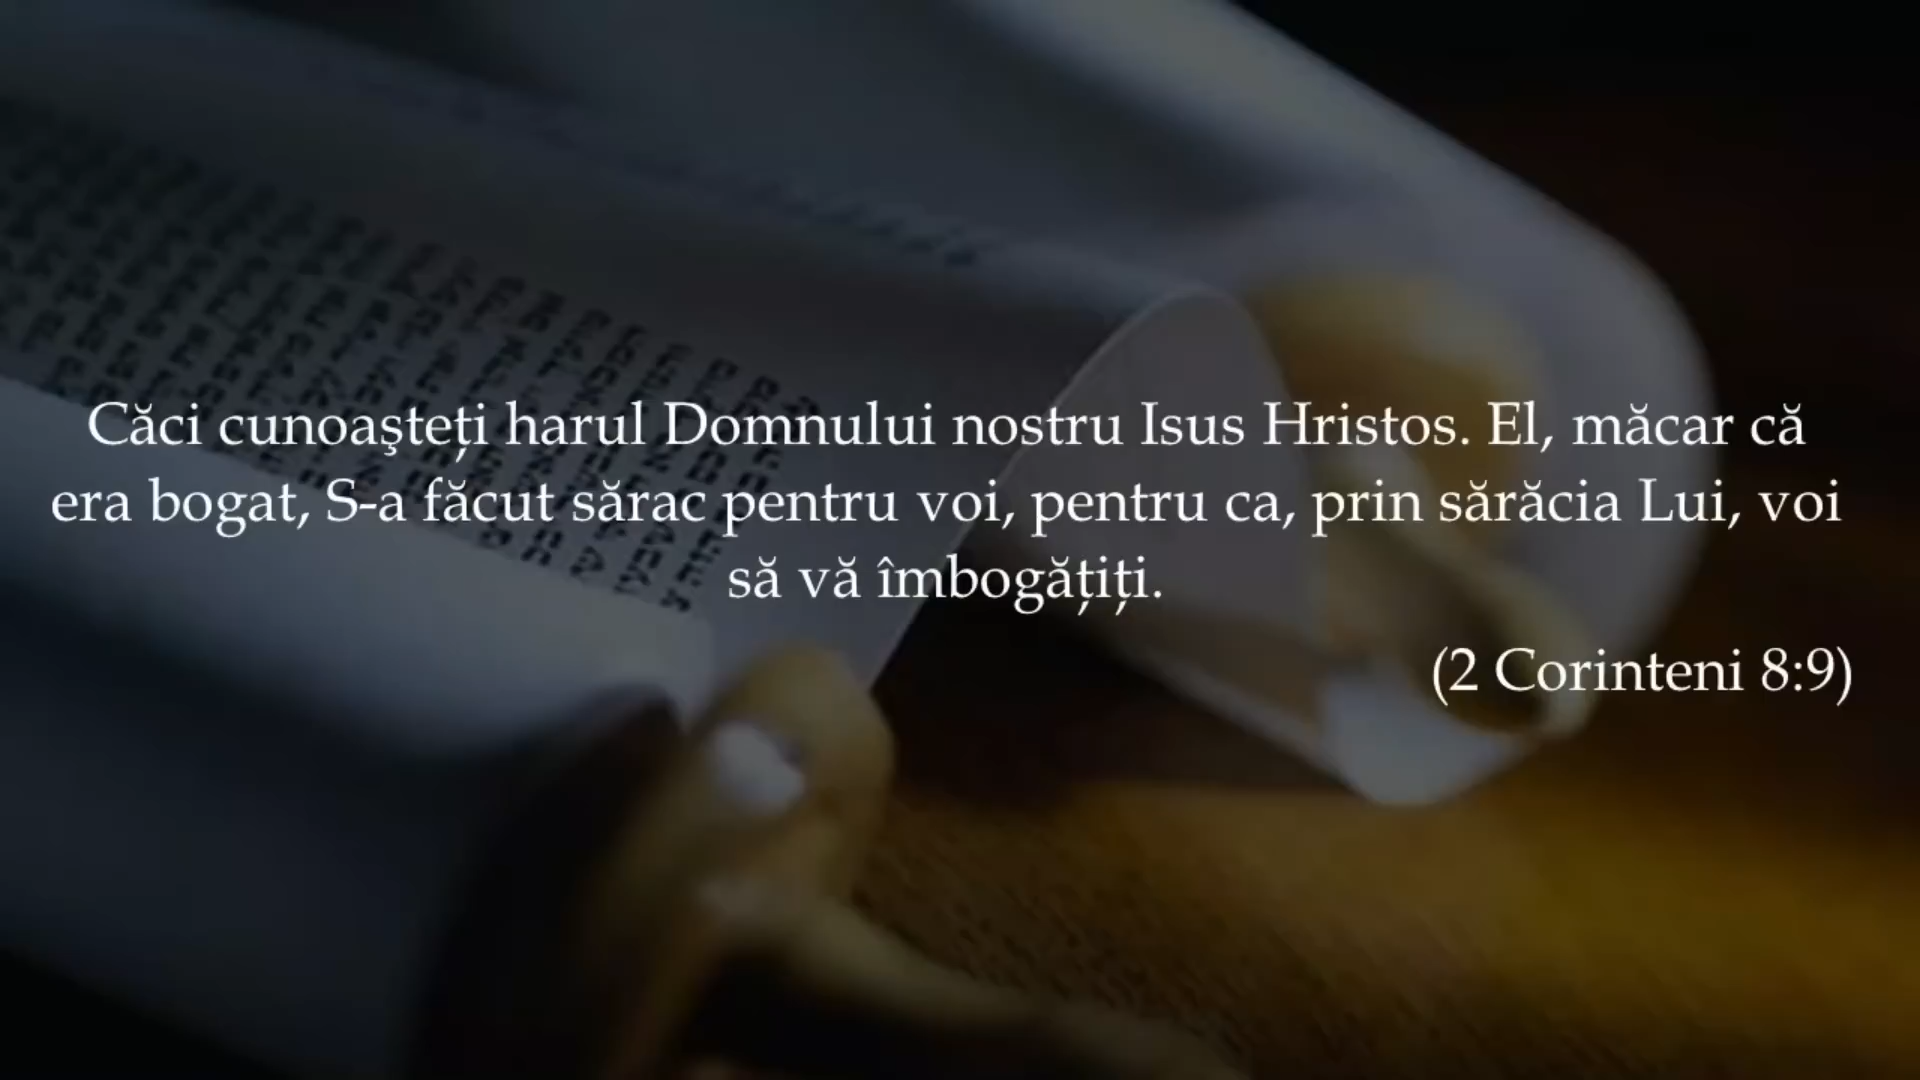 Căci cunoaşteți harul Domnului nostru Isus Hristos. El, măcar că
era bogat, S-a făcut sărac pentru voi, pentru ca, prin sărăcia Lui, voi
să vă îmbogățiți.
(2 Corinteni 8:9)